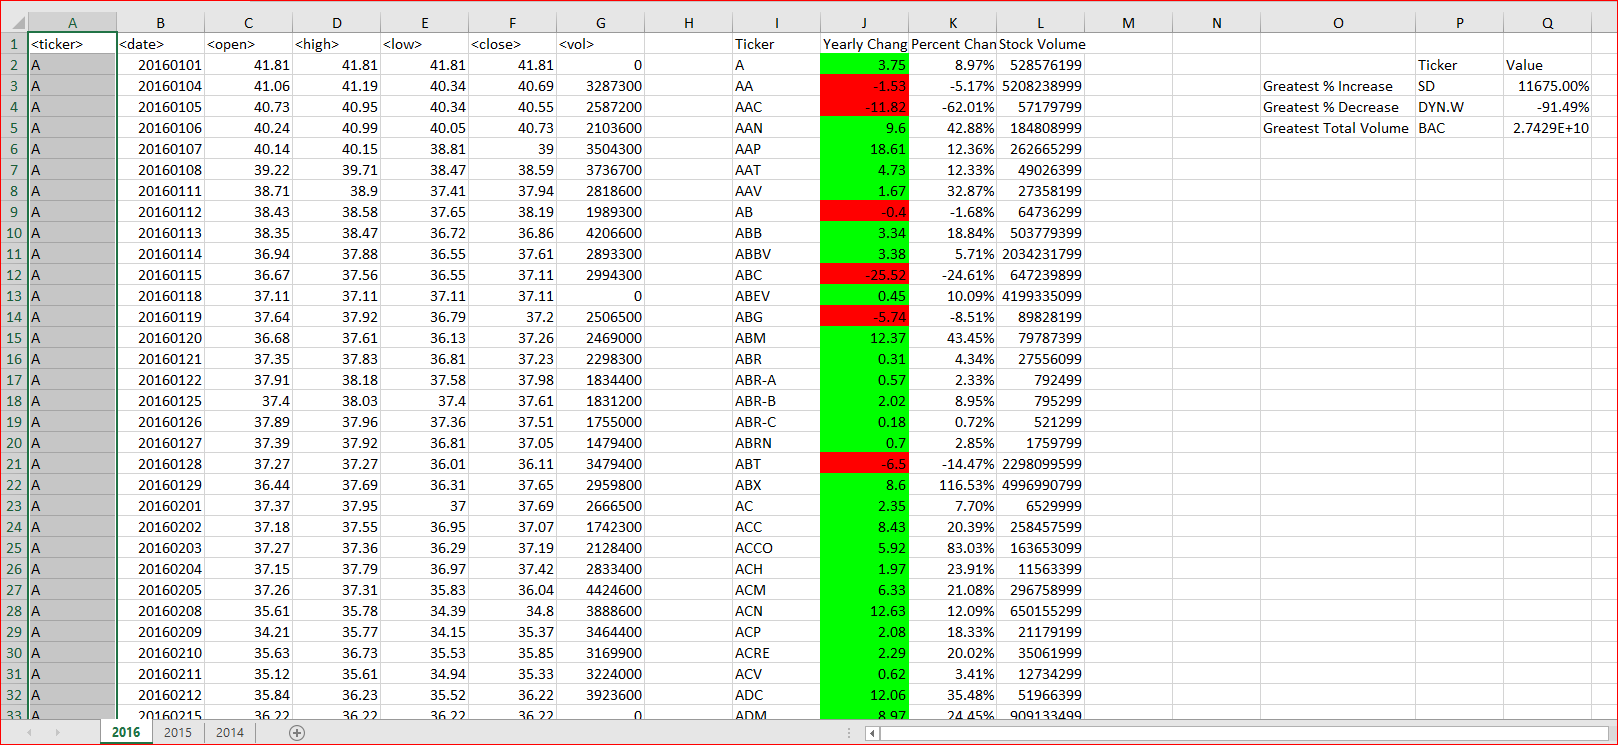 A B C D E F G H I J K L M N O P Q
1 <ticker> <date> <open> <high> <low> <close> <vol> Ticker Yearly Chang Percent Chan Stock Volume
2 A 20160101 41.81 41.81 41.81 41.81 0 A 3.75 8.97% 528576199 Ticker Value
3 A 20160104 41.06 41.19 40.34 40.69 3287300 AA -1.53 -5.17% 5208238999 Greatest % Increase SD 11675.00%
4 A 20160105 40.73 40.95 40.34 40.55 2587200 AAC -11.82 -62.01% 57179799 Greatest % Decrease DYN.W -91.49%
5 A 20160106 40.24 40.99 40.05 40.73 2103600 AAN 9.6 42.88% 184808999 Greatest Total Volume BAC 2.7429E+10
6 A 20160107 40.14 40.15 38.81 39 3504300 AAP 18.61 12.36% 262665299
7 A 20160108 39.22 39.71 38.47 38.59 3736700 AAT 4.73 12.33% 49026399
8 A 20160111 38.71 38.9 37.41 37.94 2818600 AAV 1.67 32.87% 27358199
9 A 20160112 38.43 38.58 37.65 38.19 1989300 AB -0.4 -1.68% 64736299
10 A 20160113 38.35 38.47 36.72 36.86 4206600 ABB 3.34 18.84% 503779399
11 A 20160114 36.94 37.88 36.55 37.61 2893300 ABBV 3.38 5.71% 2034231799
12 A 20160115 36.67 37.56 36.55 37.11 2994300 ABC -25.52 -24.61% 647239899
13 A 20160118 37.11 37.11 37.11 37.11 0 ABEV 0.45 10.09% 4199335099
14 A 20160119 37.64 37.92 36.79 37.2 2506500 ABG -5.74 -8.51% 89828199
15 A 20160120 36.68 37.61 36.13 37.26 2469000 ABM 12.37 43.45% 79787399
16 A 20160121 37.35 37.83 36.81 37.23 2298300 ABR 0.31 4.34% 27556099
17 A 20160122 37.91 38.18 37.58 37.98 1834400 ABR-A 0.57 2.33% 792499
18 A 20160125 37.4 38.03 37.4 37.61 1831200 ABR-B 2.02 8.95% 795299
19 A 20160126 37.89 37.96 37.36 37.51 1755000 ABR-C 0.18 0.72% 521299
20 A 20160127 37.39 37.92 36.81 37.05 1479400 ABRN 0.7 2.85% 1759799
21 A 20160128 37.27 37.27 36.01 36.11 3479400 ABT -6.5 -14.47% 2298099599
22 A 20160129 36.44 37.69 36.31 37.65 2959800 ABX 8.6 116.53% 4996990799
23 A 20160201 37.37 37.95 37 37.69 2666500 AC 2.35 7.70% 6529999
24 A 20160202 37.18 37.55 36.95 37.07 1742300 ACC 8.43 20.39% 258457599
25 A 20160203 37.27 37.36 36.29 37.19 2128400 ACCO 5.92 83.03% 163653099
26 A 20160204 37.15 37.79 36.97 37.42 2833400 ACH 1.97 23.91% 11563399
27 A 20160205 37.26 37.31 35.83 36.04 4424600 ACM 6.33 21.08% 296758999
28 A 20160208 35.61 35.78 34.39 34.8 3888600 ACN 12.63 12.09% 650155299
29 A 20160209 34.21 35.77 34.15 35.37 3464400 ACP 2.08 18.33% 21179199
30 A 20160210 35.63 36.73 35.53 35.85 3169900 ACRE 2.29 20.02% 35061999
31 A 20160211 35.12 35.61 34.94 35.33 3224000 ACV 0.62 3.41% 12734299
32 A 20160212 35.84 36.23 35.52 36.22 3923600 ADC 12.06 35.48% 51966399
33 A 20160215 36.22 36.22 36.22 36.22 0 ADM 8.97 24.45% 909133499
2016 2015 2014